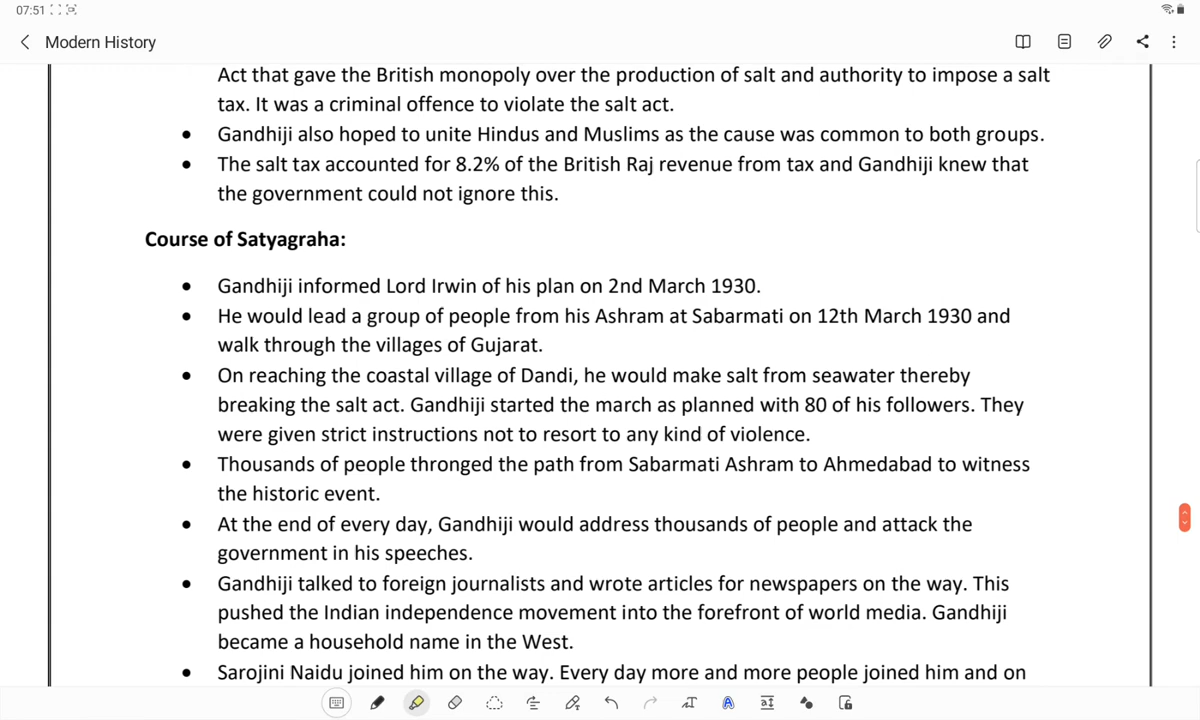 07:51
Modern History
Act that gave the British monopoly over the production of salt and authority to impose a salt
tax. It was a criminal offence to violate the salt act.
• Gandhiji also hoped to unite Hindus and Muslims as the cause was common to both groups.
• The salt tax accounted for 8.2% of the British Raj revenue from tax and Gandhiji knew that
the government could not ignore this.
Course of Satyagraha:
• Gandhiji informed Lord Irwin of his plan on 2nd March 1930.
• He would lead a group of people from his Ashram at Sabarmati on 12th March 1930 and
walk through the villages of Gujarat.
• On reaching the coastal village of Dandi, he would make salt from seawater thereby
breaking the salt act. Gandhiji started the march as planned with 80 of his followers. They
were given strict instructions not to resort to any kind of violence.
• Thousands of people thronged the path from Sabarmati Ashram to Ahmedabad to witness
the historic event.
• At the end of every day, Gandhiji would address thousands of people and attack the
government in his speeches.
• Gandhiji talked to foreign journalists and wrote articles for newspapers on the way. This
pushed the Indian independence movement into the forefront of world media. Gandhiji
became a household name in the West.
• Sarojini Naidu joined him on the way. Every day more and more people joined him and on